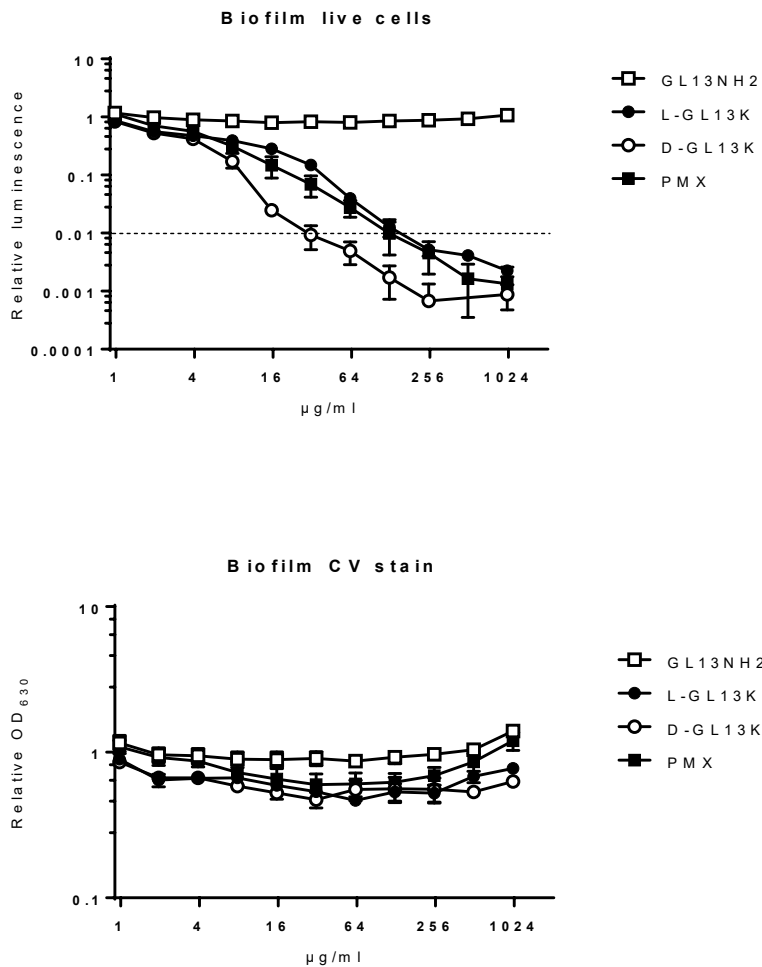 Biofilm live cells
10
1
0.1
0.01
0.001
0.0001
Relative luminescence
1 4 16 64 256 1024
µg/ml
GL13NH2
L-GL13K
D-GL13K
PMX
Biofilm CV stain
10
1
0.1
Relative OD630
1 4 16 64 256 1024
µg/ml
GL13NH2
L-GL13K
D-GL13K
PMX